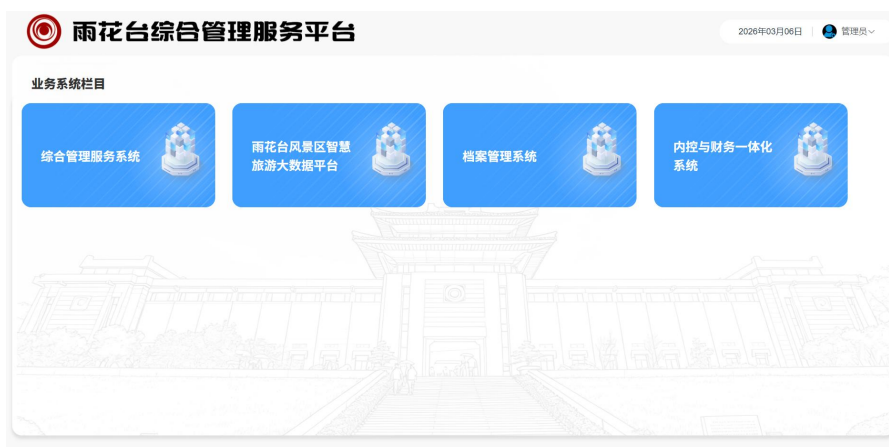 雨花台综合管理服务平台
2026年03月06日
管理员
业务系统栏目
综合管理服务系统
雨花台风景区智慧
旅游大数据平台
档案管理系统
内控与财务一体化
系统